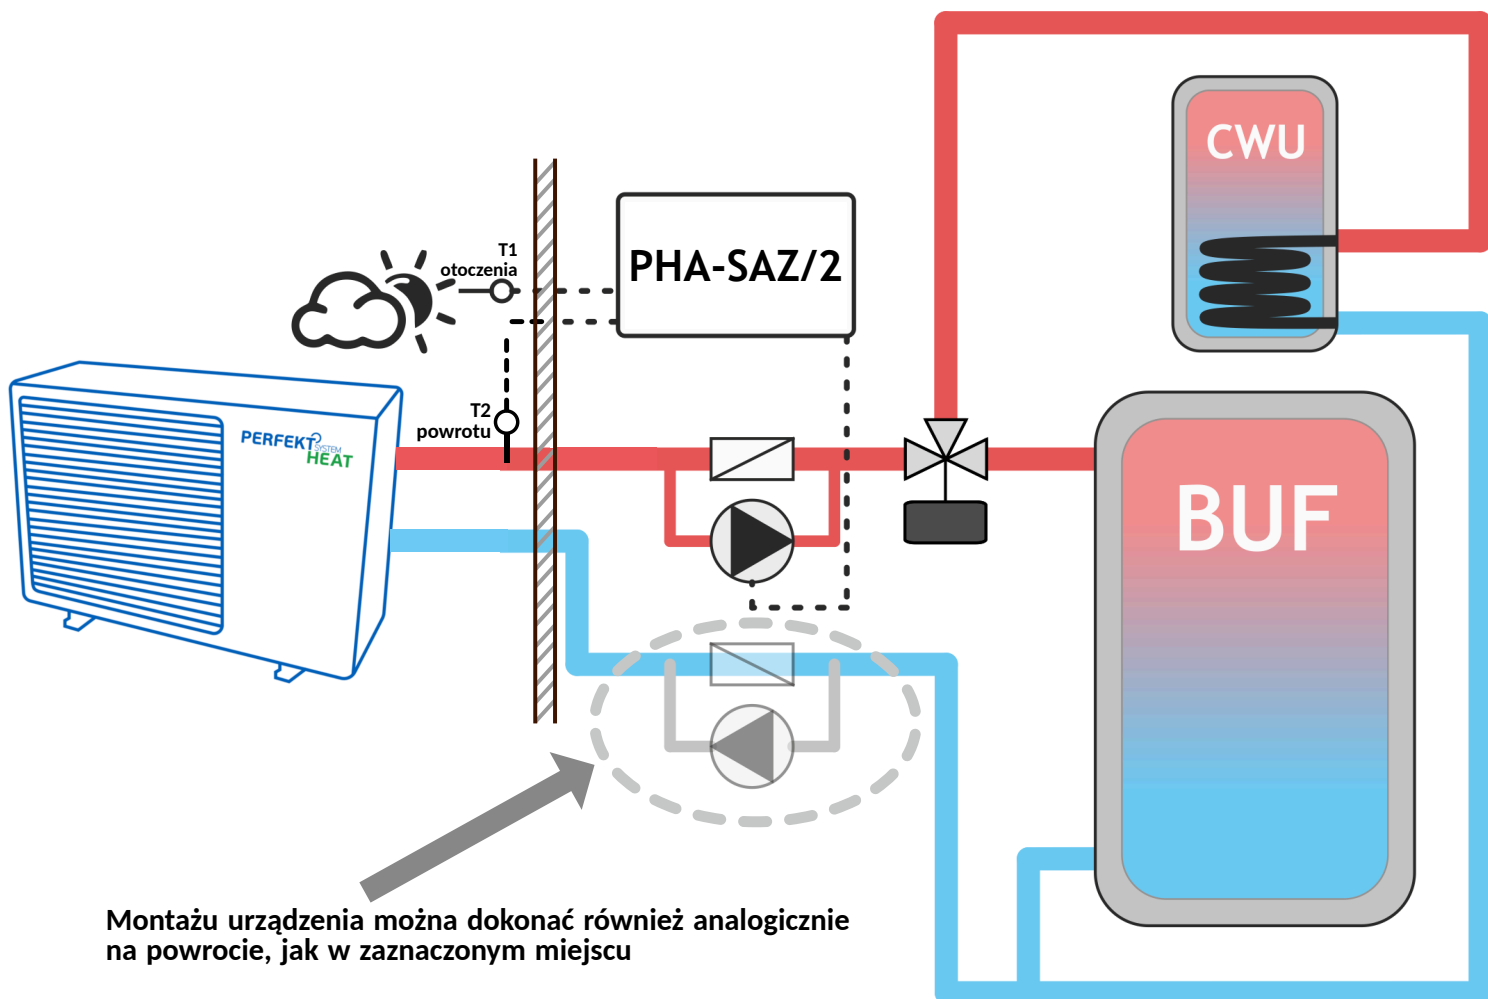 CWU
T1
otoczenia
PHA-SAZ/2
T2
powrotu
PERFEKT
SYSTEM
HEAT
BUF
Montażu urządzenia można dokonać również analogicznie
na powrocie, jak w zaznaczonym miejscu